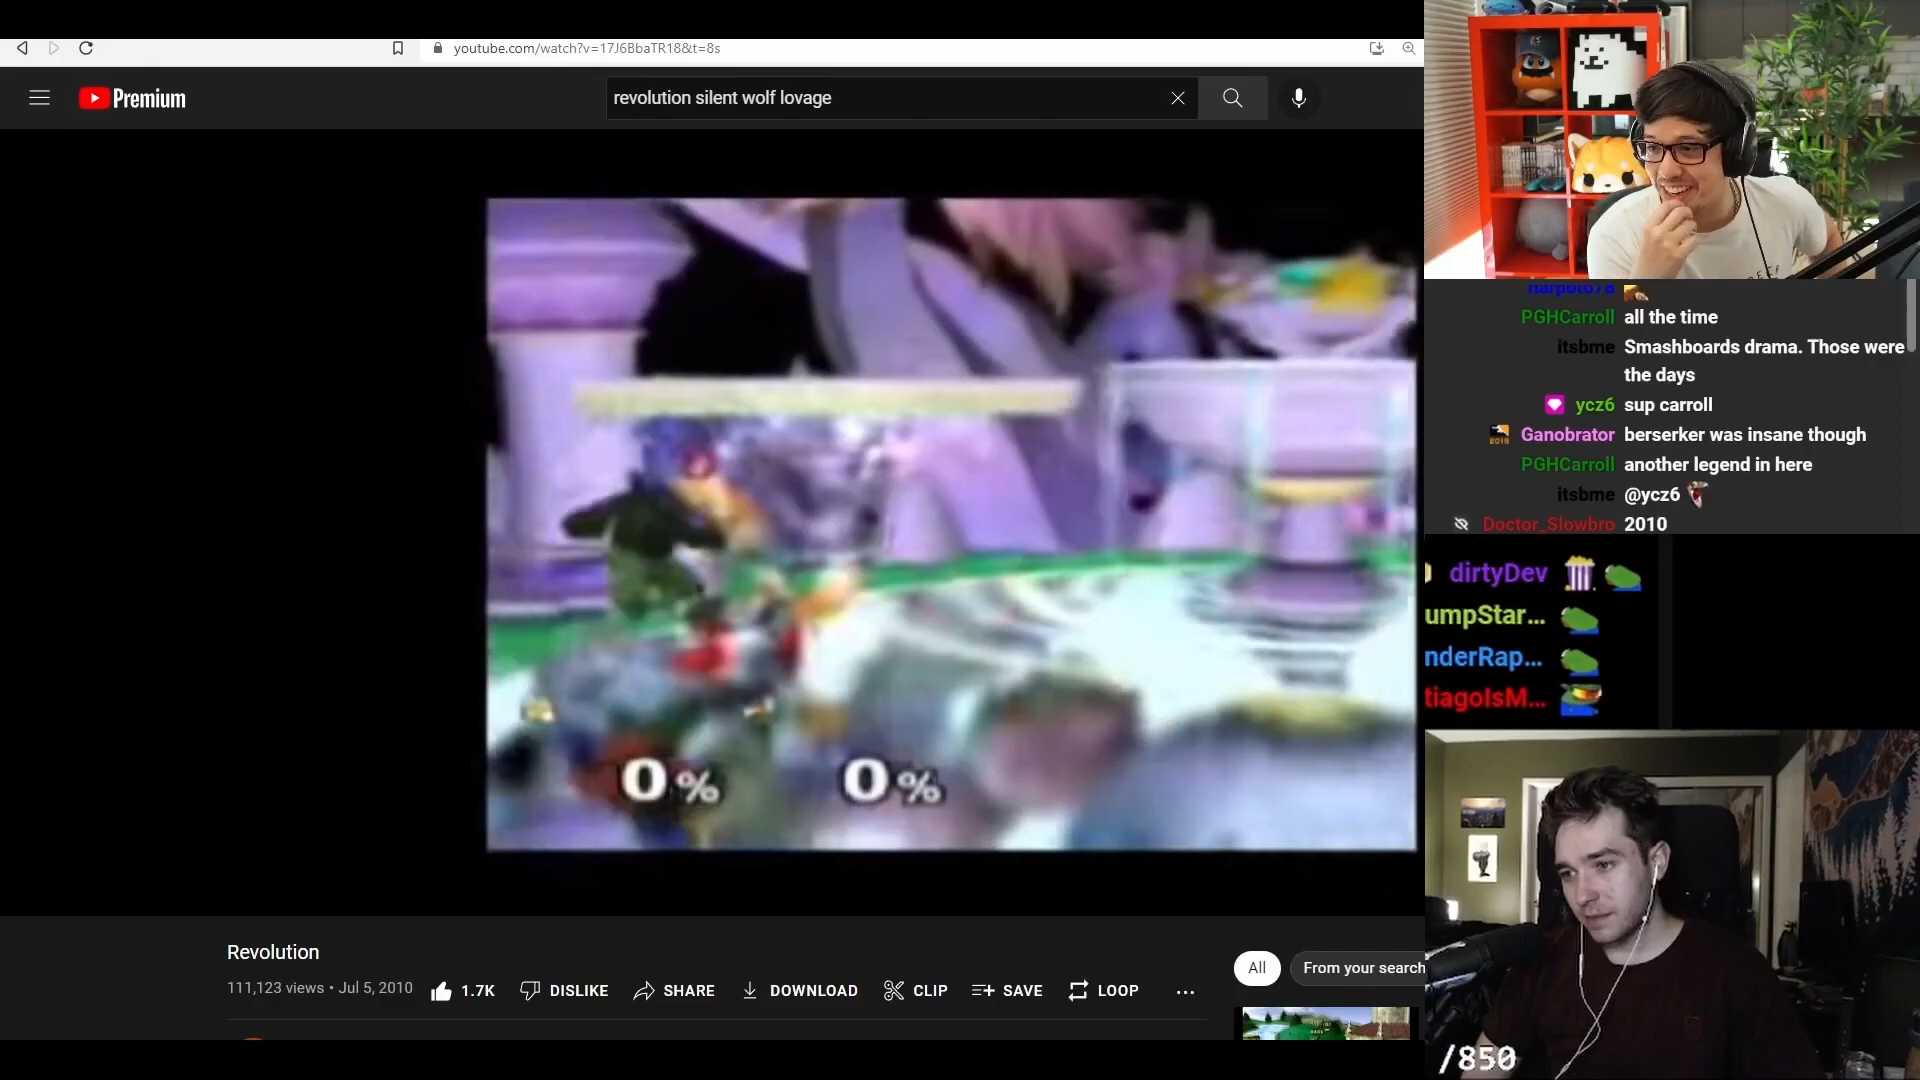 youtube.com/watch?v=17J6BbaTR18&t=8s
Premium
revolution silent wolf lovage
0%
0%
Revolution
111,123 views • Jul 5, 2010
1.7K
DISLIKE
SHARE
DOWNLOAD
CLIP
SAVE
LOOP
All
From your search
harpoto78
PGHCarroll all the time
itsbme Smashboards drama. Those were
the days
ycz6 sup carroll
Ganobrator berserker was insane though
PGHCarroll another legend in here
itsbme @ycz6
Doctor_Slowbro 2010
dirtyDev
umpStar...
nderRap...
tiagoIsM...
/850